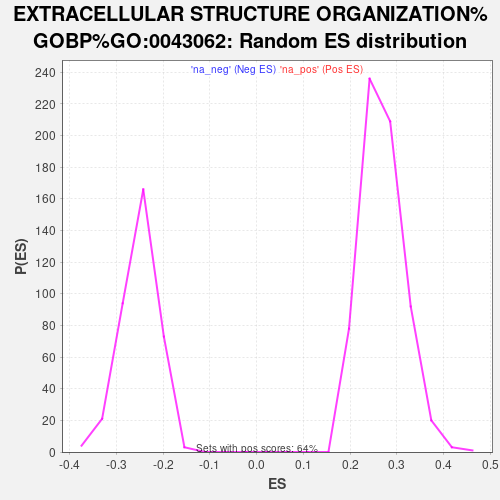 EXTRACELLULAR STRUCTURE ORGANIZATION%
GOBP%GO:0043062: Random ES distribution
'na_neg' (Neg ES) 'na_pos' (Pos ES)
240
220
200
180
160
140
120
100
80
60
40
20
0
P(ES)
Sets with pos scores: 64%
-0.4 -0.3 -0.2 -0.1 0.0 0.1 0.2 0.3 0.4 0.5
ES